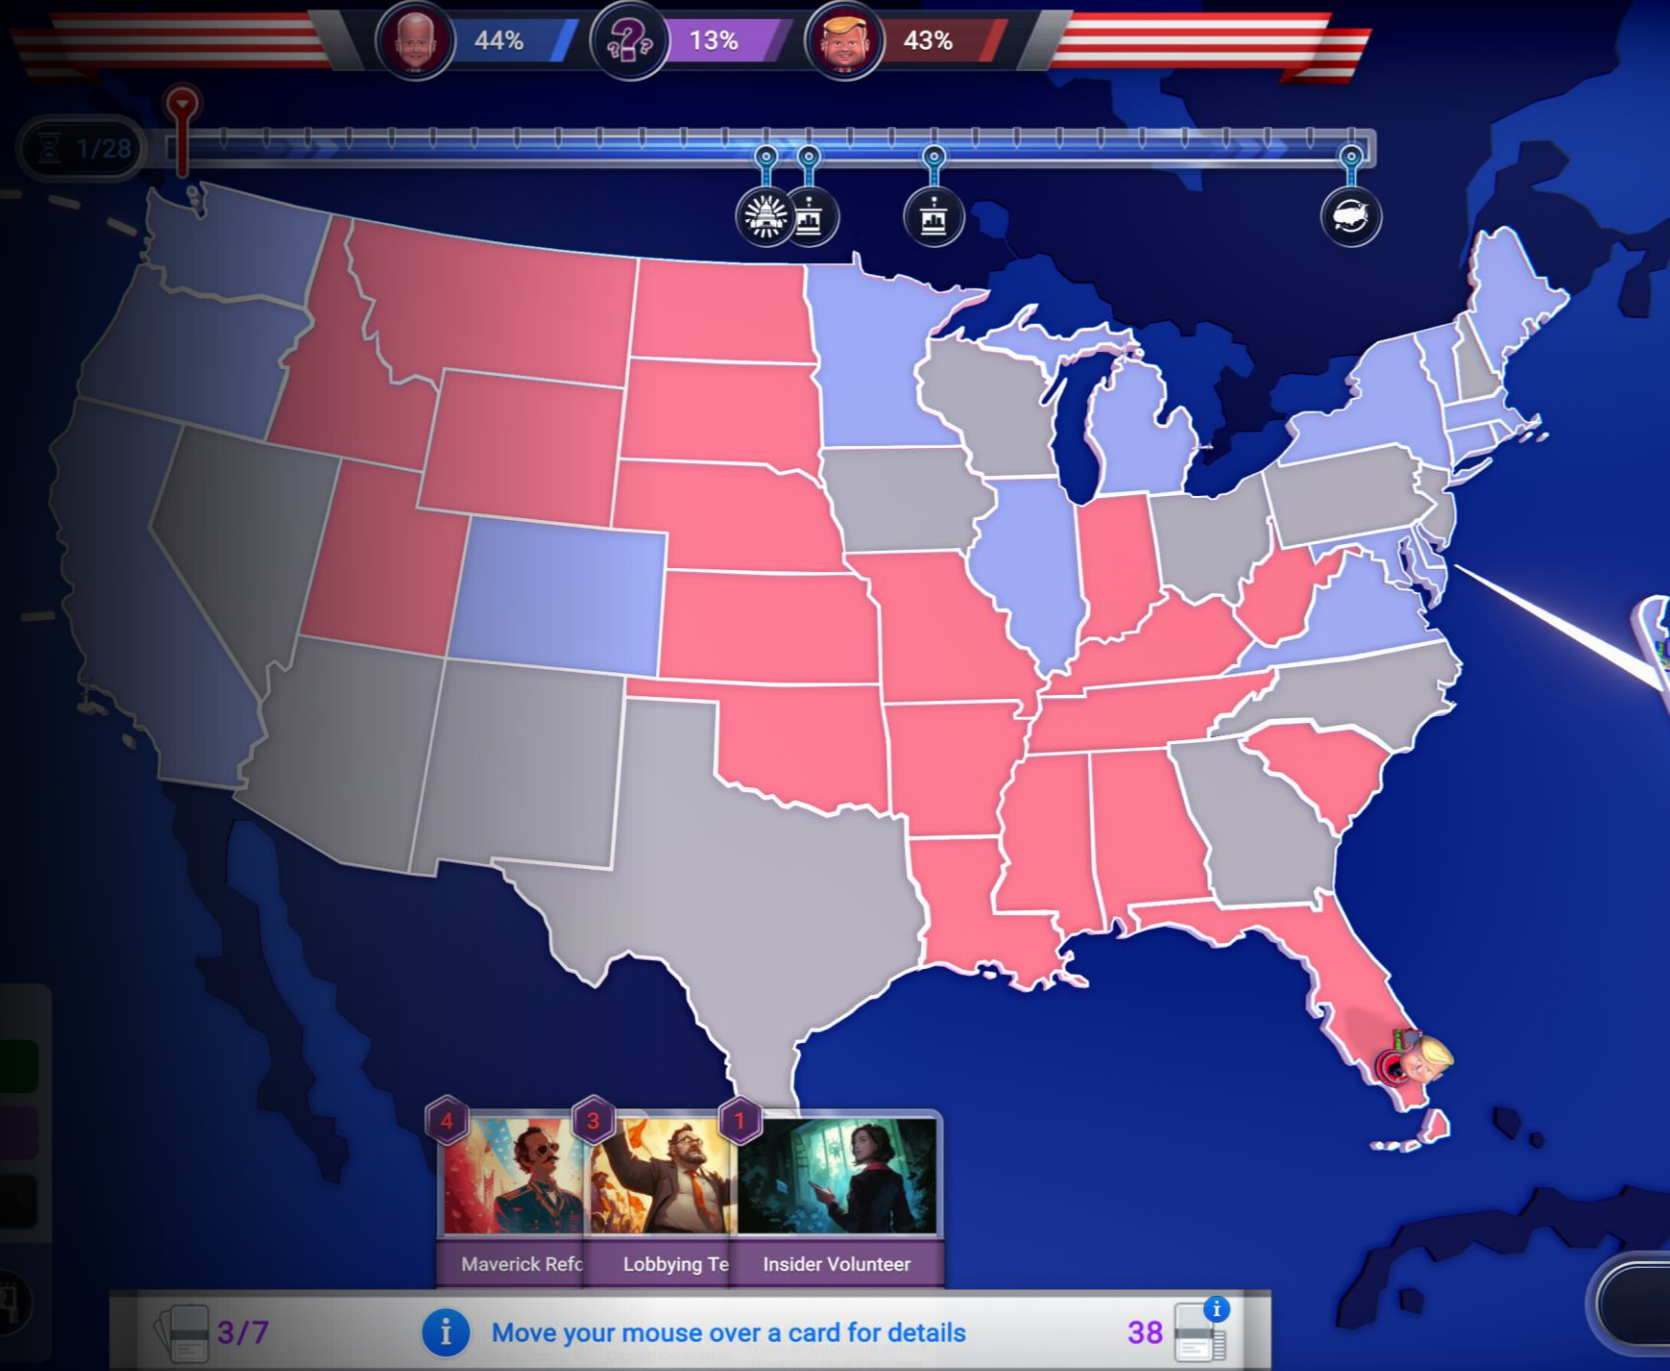 44%
13%
43%
1/28
4
3
1
Maverick Refo
Lobbying Te
Insider Volunteer
3/7
Move your mouse over a card for details
38